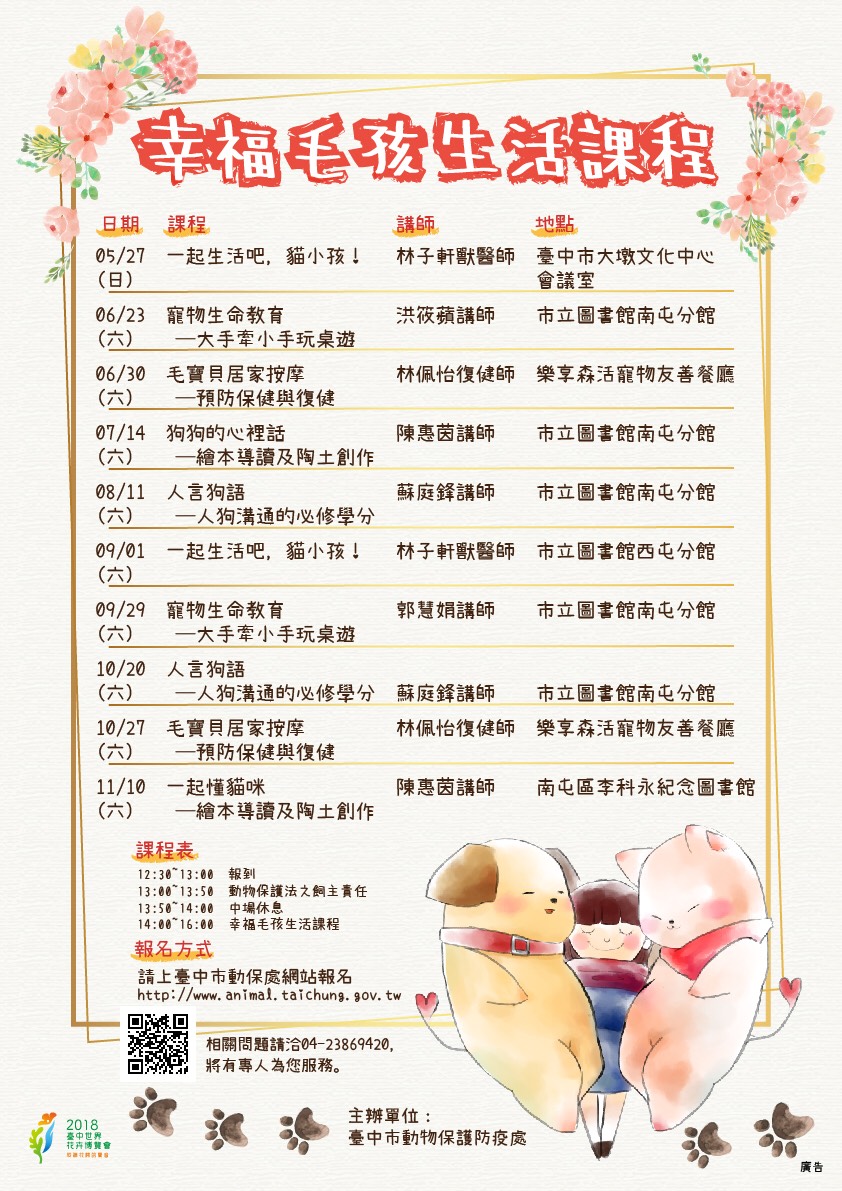 幸福毛孩生活課程
日期 課程 講師 地點
05/27 一起生活吧，貓小孩！ 林子軒獸醫師 臺中市大墩文化中心
(日) 會議室
06/23 寵物生命教育 洪筱蘋講師 市立圖書館南屯分館
(六) —大手牽小手玩桌遊
06/30 毛寶貝居家按摩 林佩怡復健師 樂享森活寵物友善餐廳
(六) —預防保健與復健
07/14 狗狗的心裡話 陳惠茵講師 市立圖書館南屯分館
(六) —繪本導讀及陶土創作
08/11 人言狗語 蘇庭鋒講師 市立圖書館南屯分館
(六) —人狗溝通的必修學分
09/01 一起生活吧，貓小孩！ 林子軒獸醫師 市立圖書館西屯分館
(六)
09/29 寵物生命教育 郭慧娟講師 市立圖書館南屯分館
(六) —大手牽小手玩桌遊
10/20 人言狗語
(六) —人狗溝通的必修學分 蘇庭鋒講師 市立圖書館南屯分館
10/27 毛寶貝居家按摩 林佩怡復健師 樂享森活寵物友善餐廳
(六) —預防保健與復健
11/10 一起懂貓咪 陳惠茵講師 南屯區李科永紀念圖書館
(六) —繪本導讀及陶土創作
課程表
12:30~13:00 報到
13:00~13:50 動物保護法之飼主責任
13:50~14:00 中場休息
14:00~16:00 幸福毛孩生活課程
報名方式
請上臺中市動保處網站報名
http://www.animal.taichung.gov.tw
相關問題請洽04-23869420，
將有專人為您服務。
主辦單位：
臺中市動物保護防疫處
2018
臺中世界
花卉博覽會
廣告